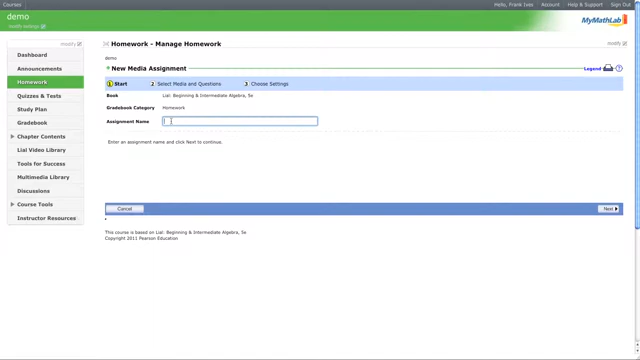 Courses
Hello, Frank Ivan Account Help & Support Sign Out
demo
modify settings
MyMathLab
modify
Dashboard
Announcements
Homework
Quizzes & Tests
Study Plan
Gradebook
Chapter Contents
Lial Video Library
Tools for Success
Multimedia Library
Discussions
Course Tools
Instructor Resources
Homework - Manage Homework
modify
demo
New Media Assignment
Legend
1 Start 2 Select Media and Questions 3 Choose Settings
Book Lial: Beginning & Intermediate Algebra, 5e
Gradebook Category Homework
Assignment Name
Enter an assignment name and click Next to continue.
Cancel Next
This course is based on Lial: Beginning & Intermediate Algebra, 5e
Copyright 2011 Pearson Education